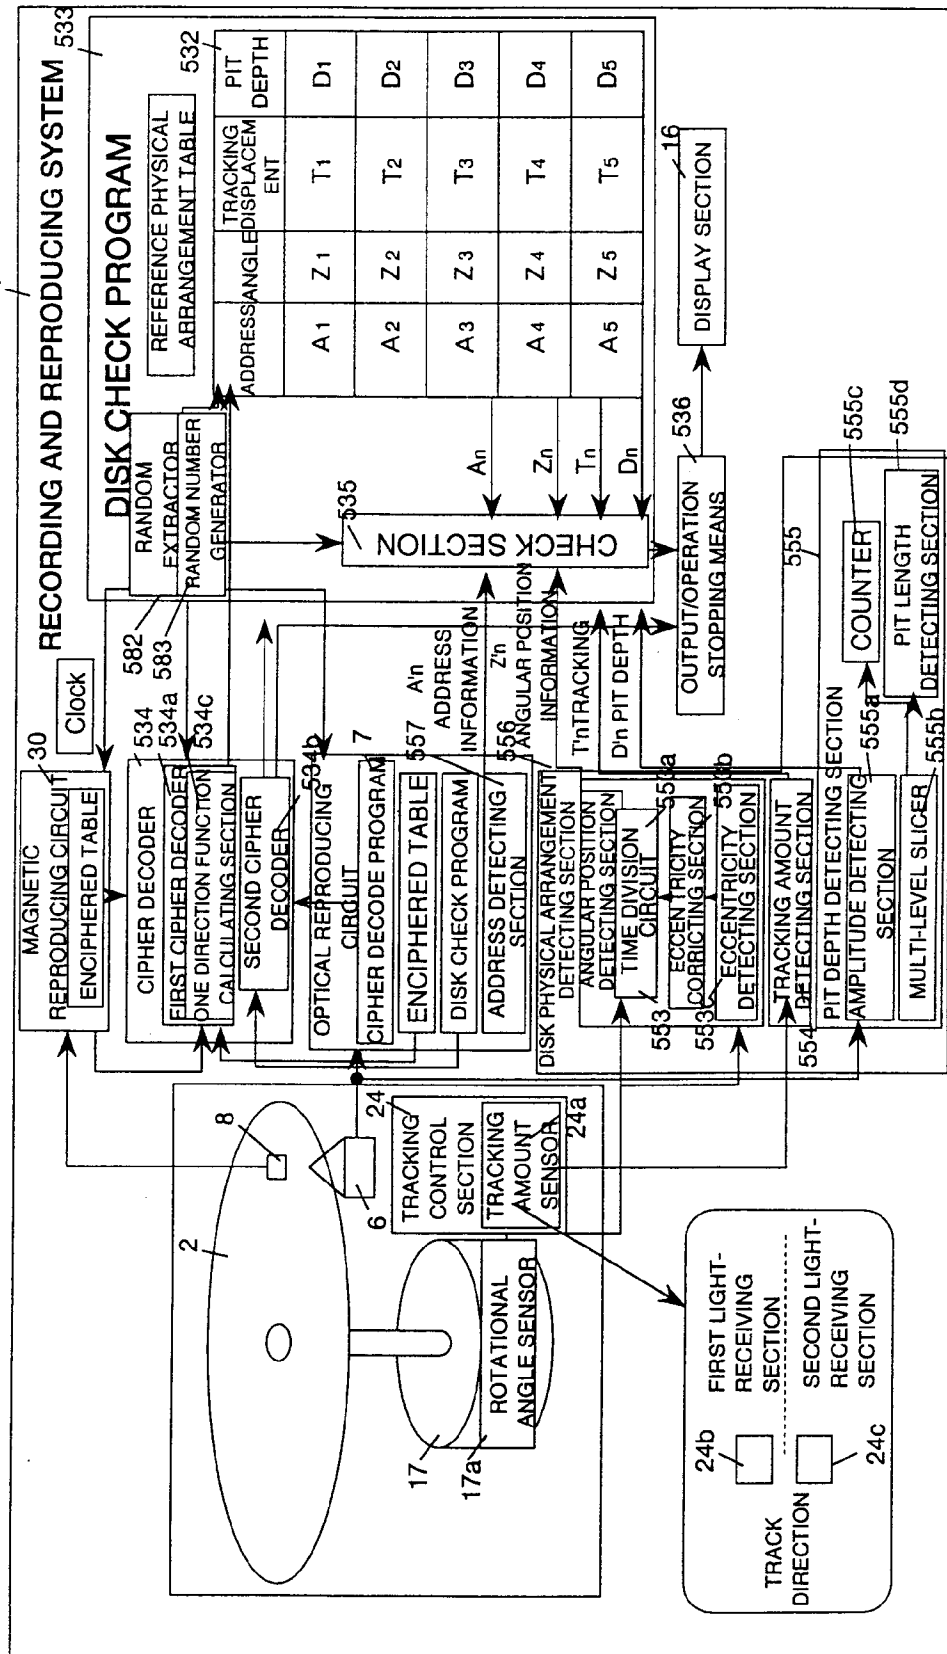 RECORDING AND REPRODUCING SYSTEM
533
DISK CHECK PROGRAM
REFERENCE PHYSICAL
ARRANGEMENT TABLE
532
ADDRESS
ANGLE
TRACKING
DISPLACEM
ENT
PIT
DEPTH
A1 Z1 T1 D1
A2 Z2 T2 D2
A3 Z3 T3 D3
A4 Z4 T4 D4
A5 Z5 T5 D5
RANDOM
EXTRACTOR
RANDOM NUMBER
GENERATOR
582
583
535
CHECK SECTION
An
Zn
Tn
Dn
Clock
30
MAGNETIC
REPRODUCING CIRCUIT
ENCIPHERED TABLE
534
534a
534c
CIPHER DECODER
FIRST CIPHER DECODER
ONE DIRECTION FUNCTION
CALCULATING SECTION
SECOND CIPHER
DECODER
534b
7
OPTICAL REPRODUCING
CIRCUIT
CIPHER DECODE PROGRAM
ENCIPHERED TABLE
557
DISK CHECK PROGRAM
ADDRESS DETECTING
SECTION
556
A'n
ADDRESS
INFORMATION
Z'n
ANGULAR POSITION
INFORMATION
T'n TRACKING
D'n PIT DEPTH
DISK PHYSICAL ARRANGEMENT
DETECTING SECTION
ANGULAR POSITION
DETECTING SECTION
TIME DIVISION
CIRCUIT
553a
ECCENTRICITY
CORRICTING SECTION
553b
ECCENTRICITY
DETECTING SECTION
553
553c
TRACKING AMOUNT
DETECTING SECTION
554
PIT DEPTH DETECTING SECTION
AMPLITUDE DETECTING
SECTION
555a
MULTI-LEVEL SLICER
555b
555
COUNTER
555c
PIT LENGTH
DETECTING SECTION
555d
OUTPUT/OPERATION
STOPPING MEANS
536
DISPLAY SECTION
16
2
8
6
24
TRACKING
CONTROL
SECTION
TRACKING
AMOUNT
SENSOR
24a
17
17a
ROTATIONAL
ANGLE SENSOR
24b
FIRST LIGHT-
RECEIVING
SECTION
TRACK
DIRECTION
24c
SECOND LIGHT-
RECEIVING
SECTION